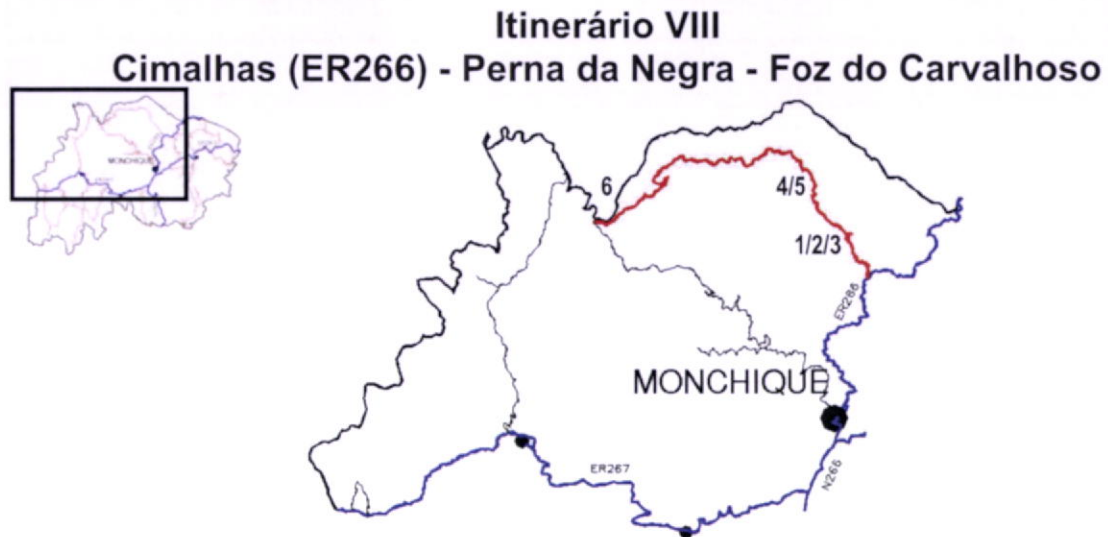 Itinerário VIII
Cimalhas (ER266) - Perna da Negra - Foz do Carvalhoso
MONCHIQUE
6
4/5
1/2/3
ER266
MONCHIQUE
ER267
N266